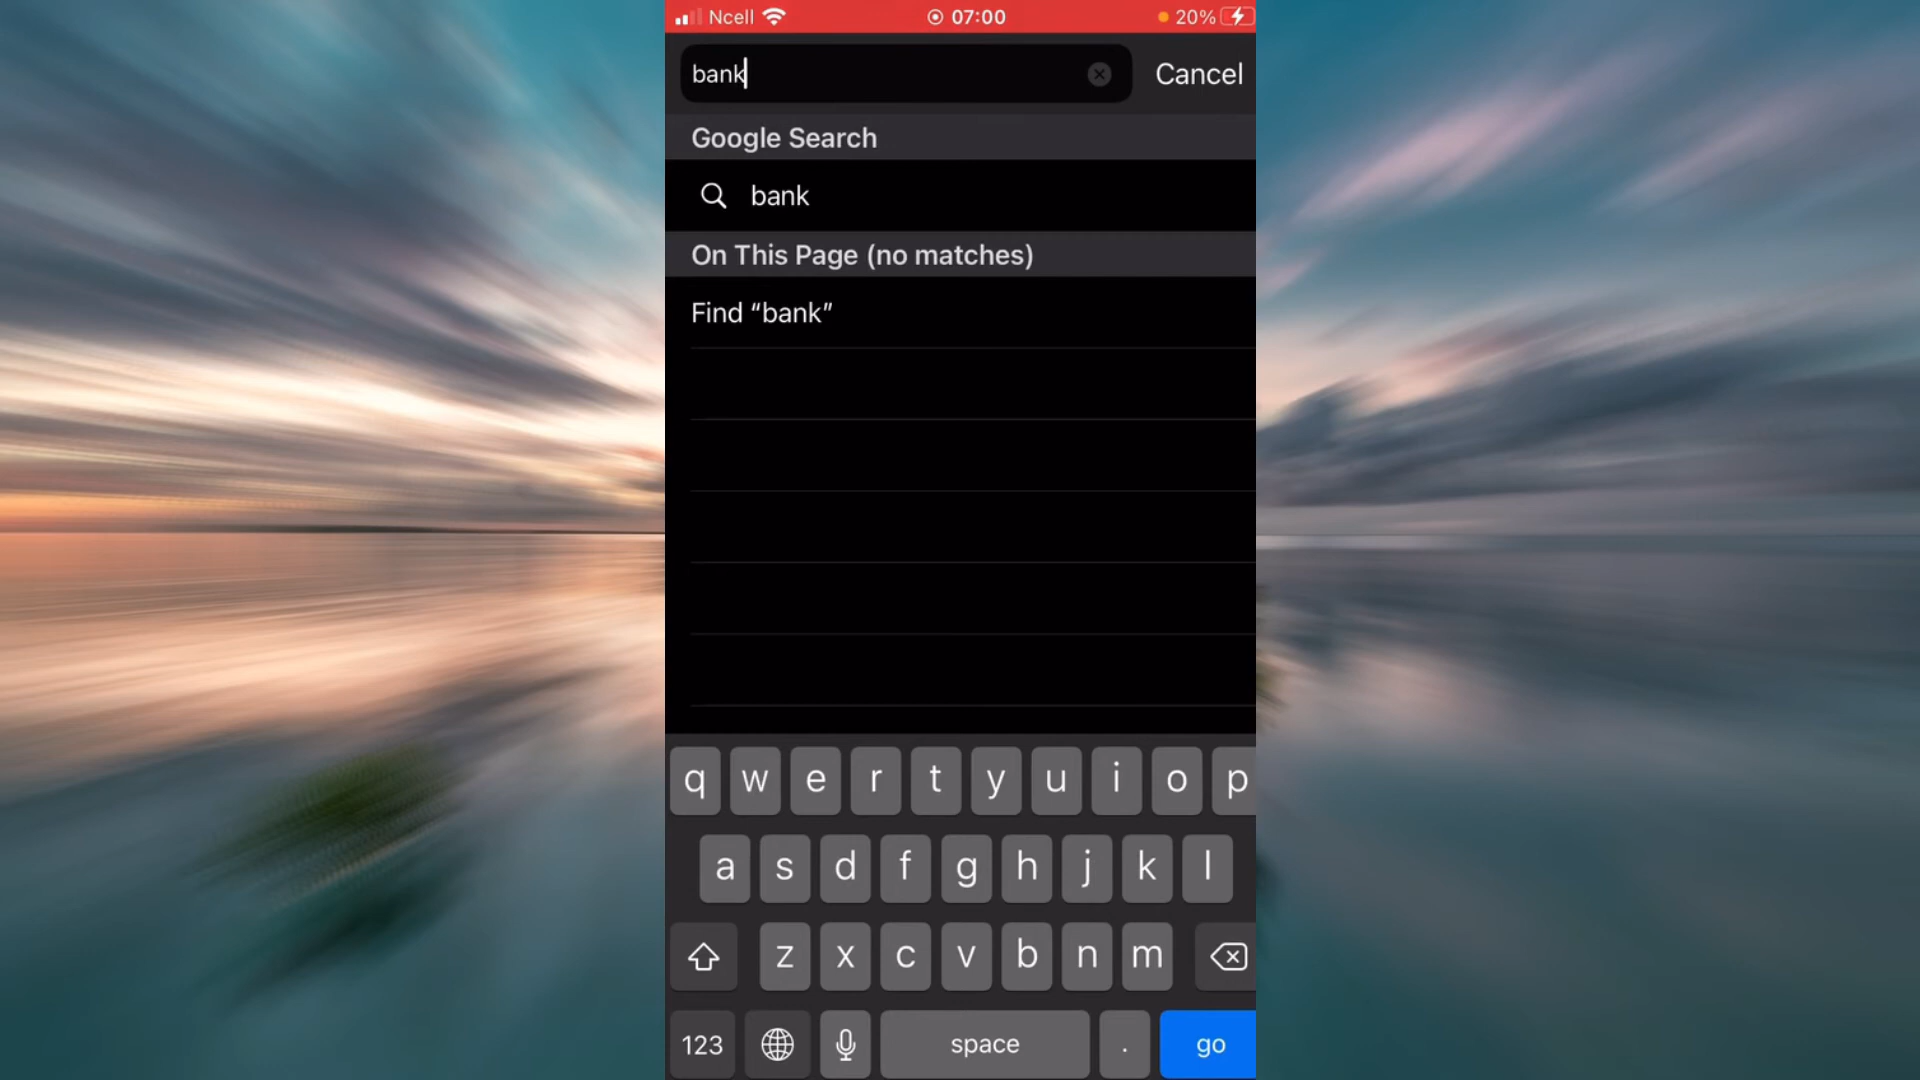 Ncell 07:00 20%
bank Cancel
Google Search
bank
On This Page (no matches)
Find “bank”
q w e r t y u i o p
a s d f g h j k l
z x c v b n m
123 space . go